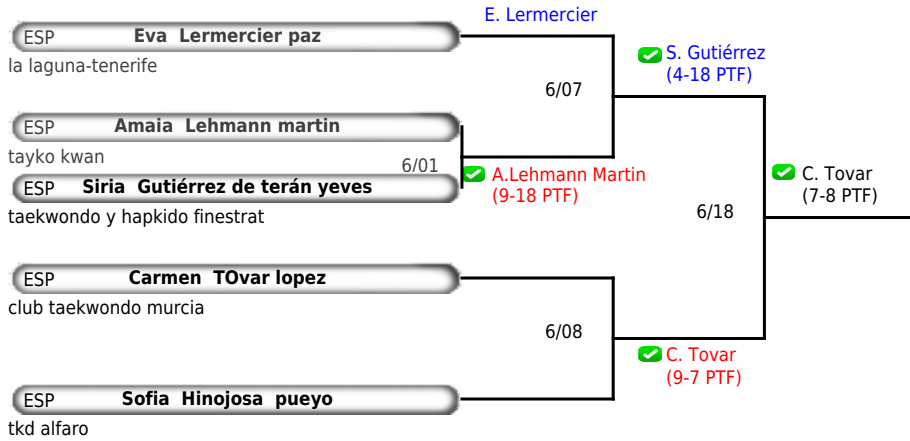 E. Lermercier
ESP Eva Lermercier paz
la laguna-tenerife
S. Gutiérrez
(4-18 PTF)
6/07
ESP Amaia Lehmann martin
tayko kwan
6/01
ESP Siria Gutiérrez de terán yeves
taekwondo y hapkido finestrat
A.Lehmann Martin
(9-18 PTF)
C. Tovar
(7-8 PTF)
6/18
ESP Carmen TOvar lopez
club taekwondo murcia
6/08
C. Tovar
(9-7 PTF)
ESP Sofia Hinojosa pueyo
tkd alfaro